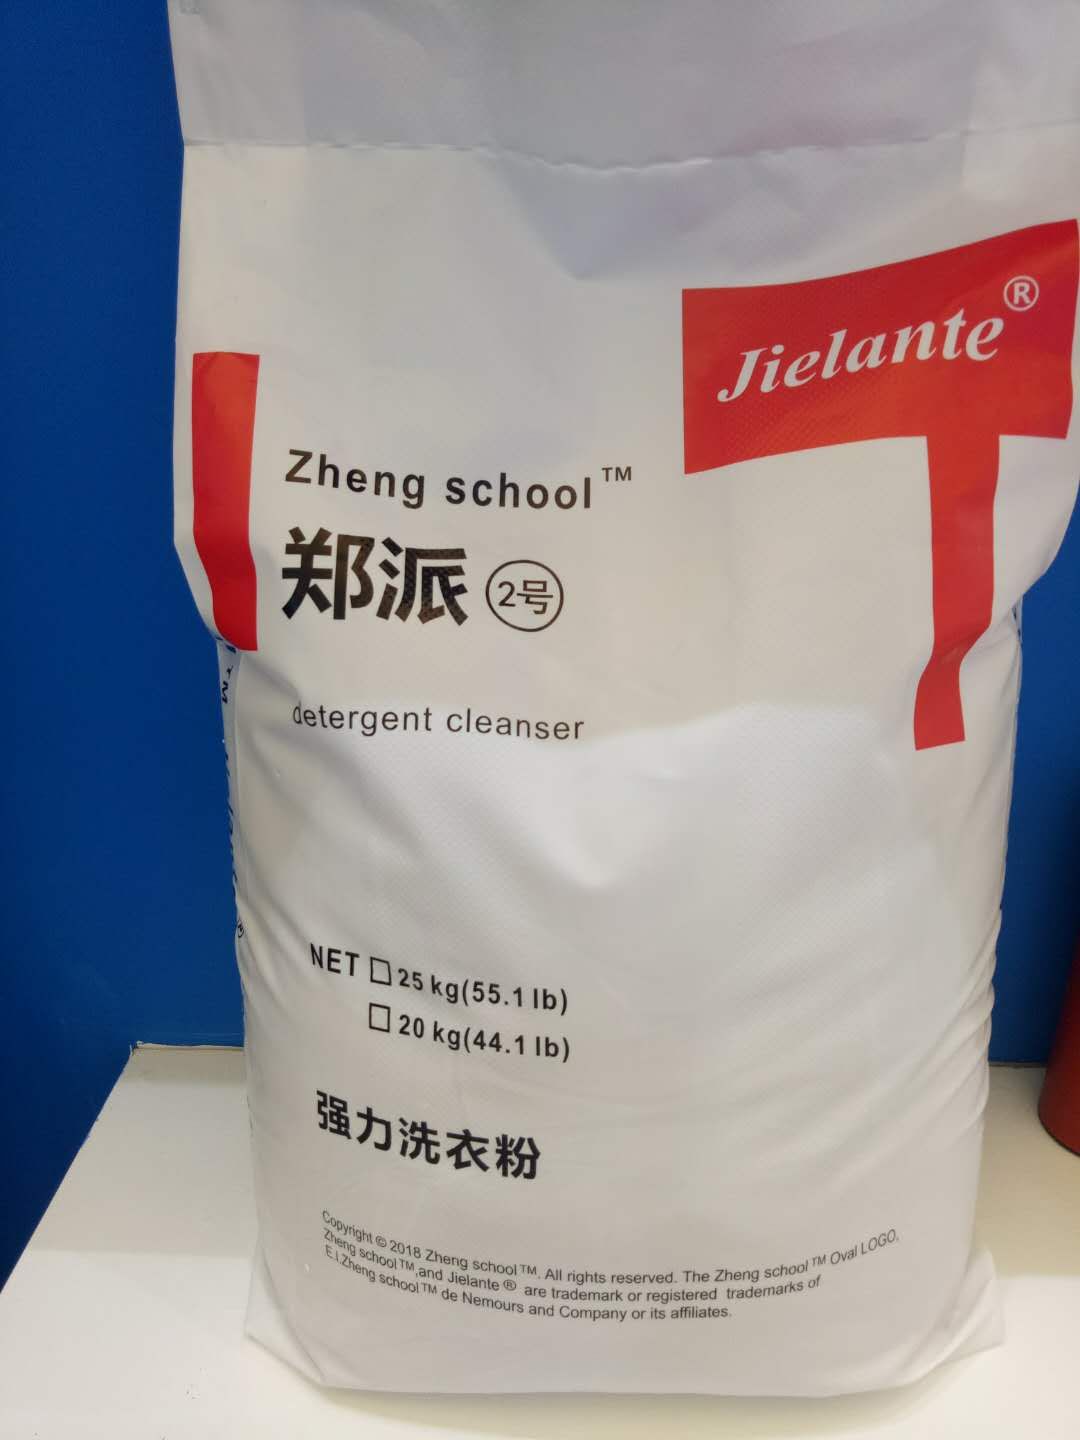 Jielante®
Zheng school™
郑派 2号
detergent cleanser
NET □ 25 kg(55.1 lb)
□ 20 kg(44.1 lb)
强力洗衣粉
Copyright © 2018 Zheng school™. All rights reserved. The Zheng school™ Oval LOGO,
Zheng school™,and Jielante® are trademark or registered trademarks of
E.I.Zheng school™ de Nemours and Company or its affiliates.